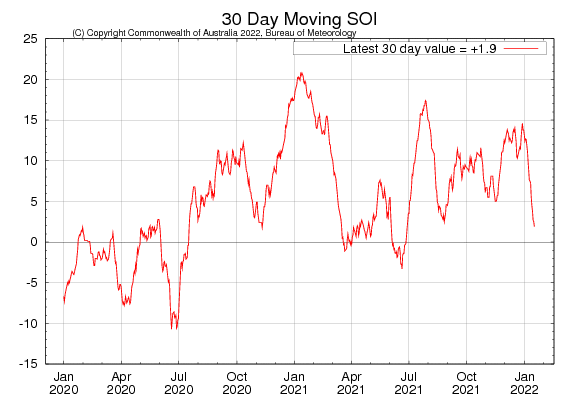 30 Day Moving SOI
(C) Copyright Commonwealth of Australia 2022, Bureau of Meteorology
Latest 30 day value = +1.9
25
20
15
10
5
0
-5
-10
-15
Jan Apr Jul Oct Jan Apr Jul Oct Jan
2020 2020 2020 2020 2021 2021 2021 2021 2022